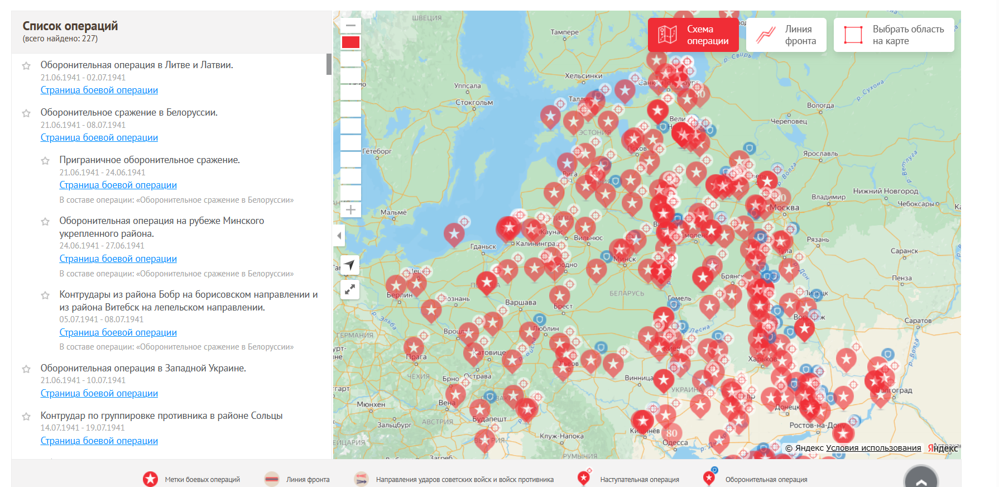 Список операций
(всего найдено: 227)
Оборонительная операция в Литве и Латвии.
21.06.1941 - 02.07.1941
Страница боевой операции
Оборонительное сражение в Белоруссии.
21.06.1941 - 08.07.1941
Страница боевой операции
Приграничное оборонительное сражение.
21.06.1941 - 24.06.1941
Страница боевой операции
В составе операции: «Оборонительное сражение в Белоруссии»
Оборонительная операция на рубеже Минского
укрепленного района.
24.06.1941 - 27.06.1941
Страница боевой операции
В составе операции: «Оборонительное сражение в Белоруссии»
Контрудары из района Бобр на борисовском направлении и
из района Витебск на лепельском направлении.
05.07.1941 - 08.07.1941
Страница боевой операции
В составе операции: «Оборонительное сражение в Белоруссии»
Оборонительная операция в Западной Украине.
21.06.1941 - 10.07.1941
Страница боевой операции
Контрудар по группировке противника в районе Сольцы
14.07.1941 - 19.07.1941
Страница боевой операции
Схема
операции
Линия
фронта
Выбрать область
на карте
ШВЕЦИЯ
Тампере
р. Свирь
Хельсинки
р. Сухона
Уппсала
Стокгольм
Вологда
Череповец
ЭСТОНИЯ
Псков
Гётеборг
Ярославль
р. Ветлуга
р. Волга
Рига
Нижний Новгород
Владимир
Чебоксары
Москва
Мальмё
Каунас
Вильнюс
Гданьск
Калининград
Рязань
Тула
Саранск
Минск
р. Дон
Брянск
Пенза
Берлин
БЕЛАРУСЬ
Липецк
Гомель
Познань
Варшава
Брест
р. Эльба
Люблин
Саратов
р. Десна
Вроцлав
ГЕРМАНИЯ
р. Висла
Катовице
Киев
Прага
Львов
Харьков
р. Волга
ЧЕХИЯ
Брно
Острава
Винница
УКРАИНА
Волгоград
Мюнхен
Вена
Донецк
АВСТРИЯ
Будапешт
Зальцбург
Ростов-на-Дону
Клуж-Напока
Кишинёв
80
Одесса
РУМЫНИЯ
Загреб
© Яндекс Условия использования
Яндекс
Метки боевых операций
Линия фронта
Направления ударов советских войск и войск противника
Наступательная операция
Оборонительная операция